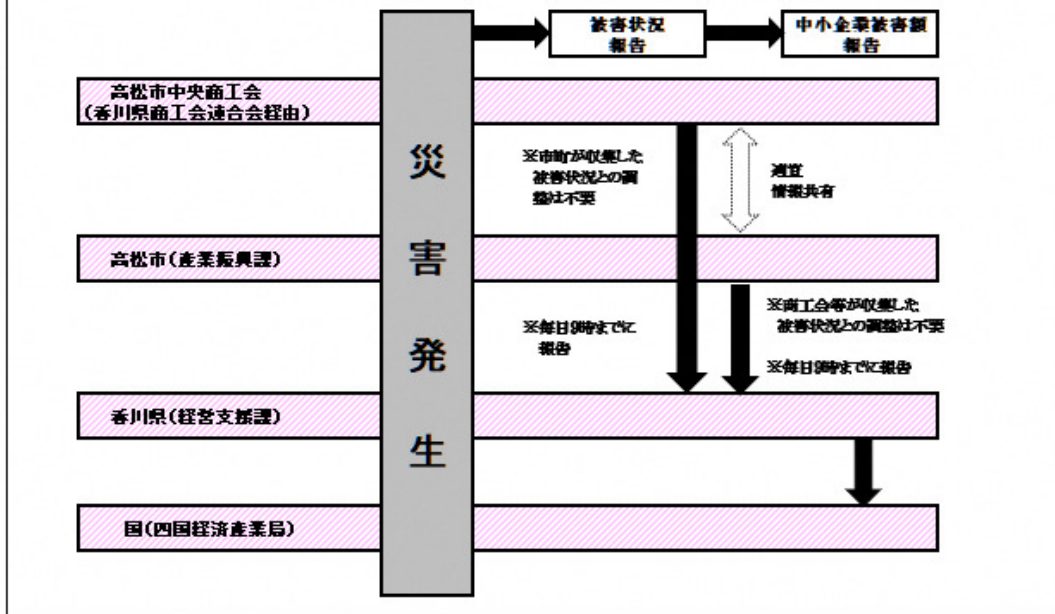 被害状況
報告
中小企業被害額
報告
高松市中央商工会
(香川県商工会連合会経由)
災
害
発
生
※市町が収集した
被害状況との調
整は不要
適宜
情報共有
高松市(産業振興課)
※毎日9時までに
報告
※商工会等が収集した
被害状況との調整は不要
※毎日9時までに報告
香川県(経営支援課)
国(四国経済産業局)